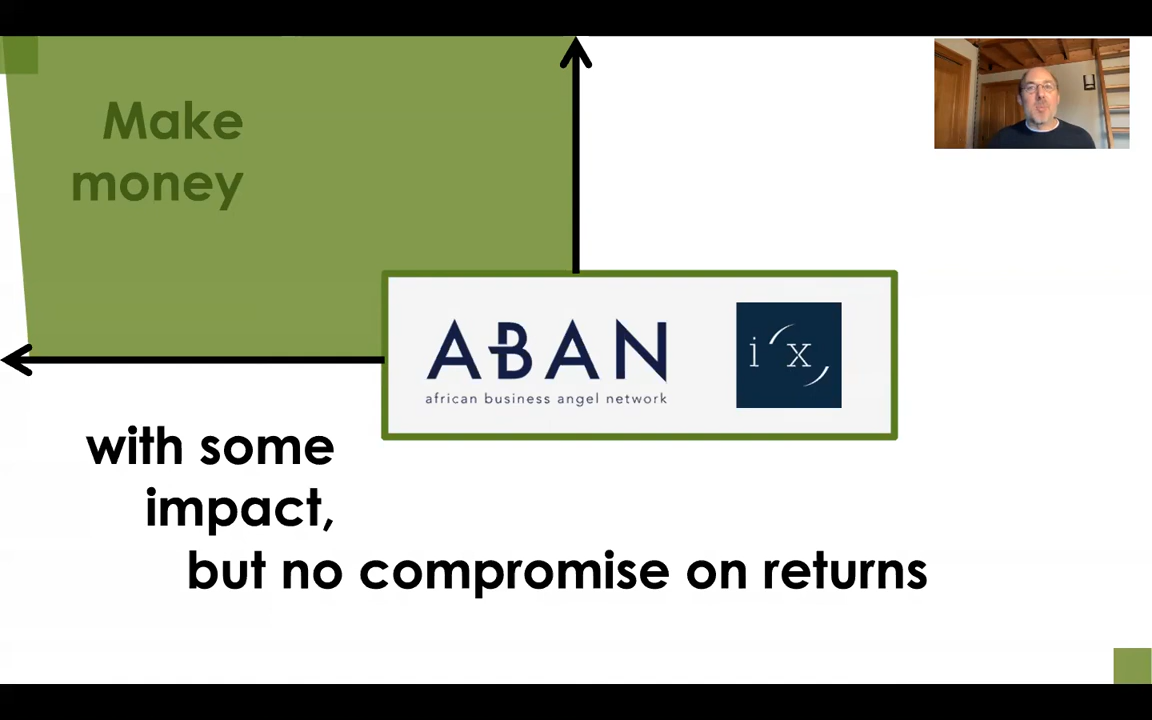 Make
money
ABAN
african business angel network
i x
with some
impact,
but no compromise on returns